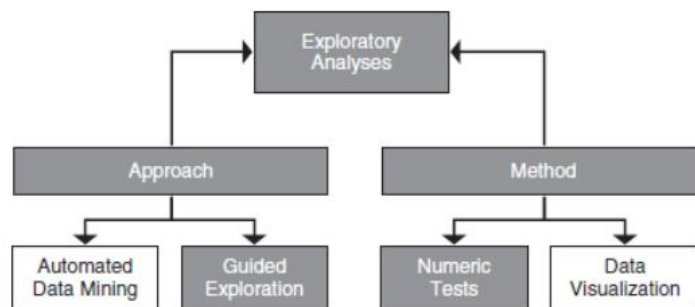 Exploratory
Analyses
Approach
Method
Automated
Data Mining
Guided
Exploration
Numeric
Tests
Data
Visualization